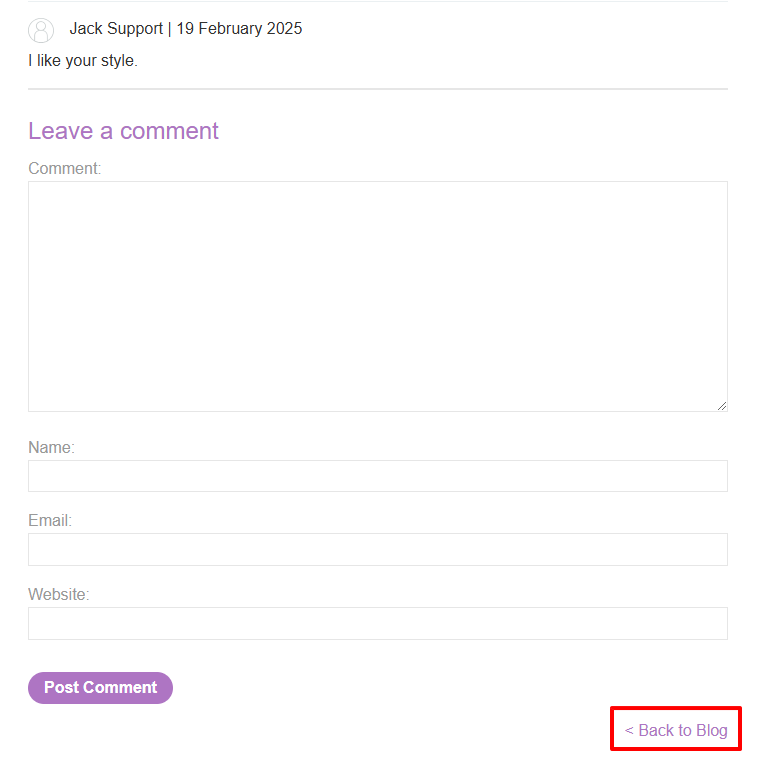 Jack Support | 19 February 2025
I like your style.
Leave a comment
Comment:
Name:
Email:
Website:
Post Comment
< Back to Blog